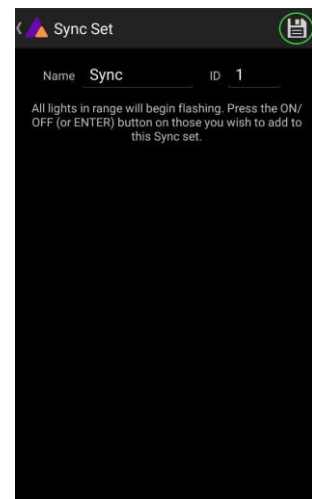 Sync Set
Name Sync ID 1
All lights in range will begin flashing. Press the ON/
OFF (or ENTER) button on those you wish to add to
this Sync set.